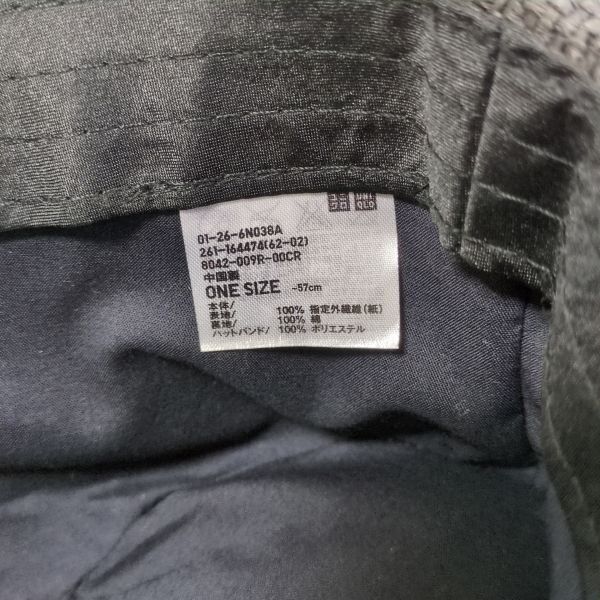 UNI QLO
01-26-6N038A
261-164474(62-02)
8042-009R-00CR
中国製
ONE SIZE ~57cm
本体/
表地/ 100% 指定外繊維(紙)
裏地/ 100% 綿
ハットバンド/100% ポリエステル